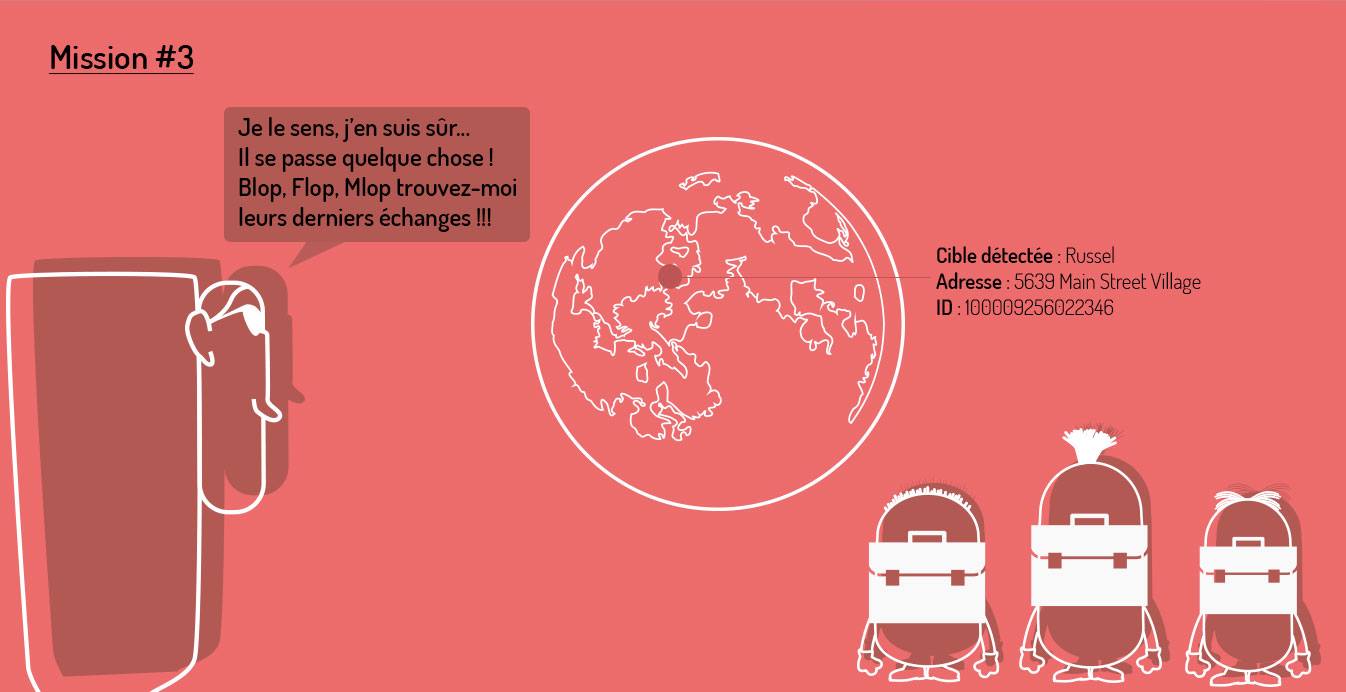 Mission #3
Je le sens, j'en suis sûr...
Il se passe quelque chose !
Blop, Flop, Mlop trouvez-moi
leurs derniers échanges !!!
Cible détectée : Russel
Adresse : 5639 Main Street Village
ID : 100009256022346